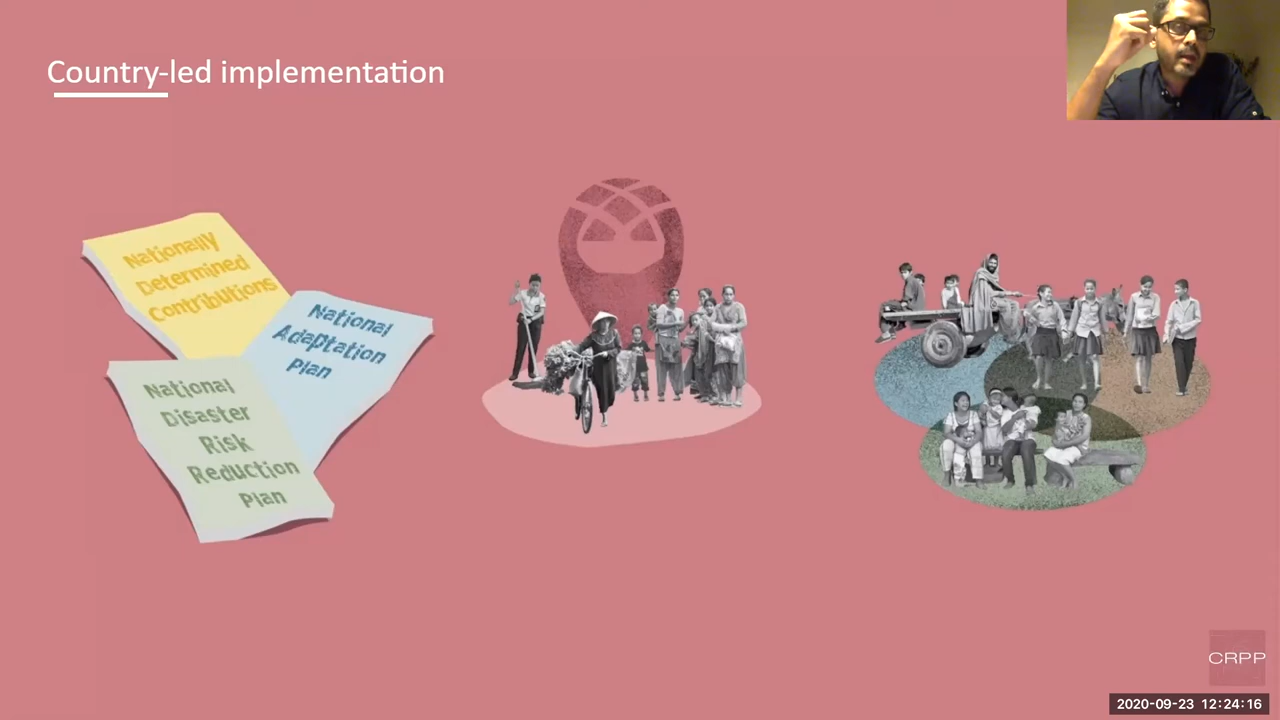 Country-led implementation
Nationally
Determined
Contributions
National
Adaptation
Plan
National
Disaster
Risk
Reduction
Plan
CRPP
2020-09-23 12:24:16